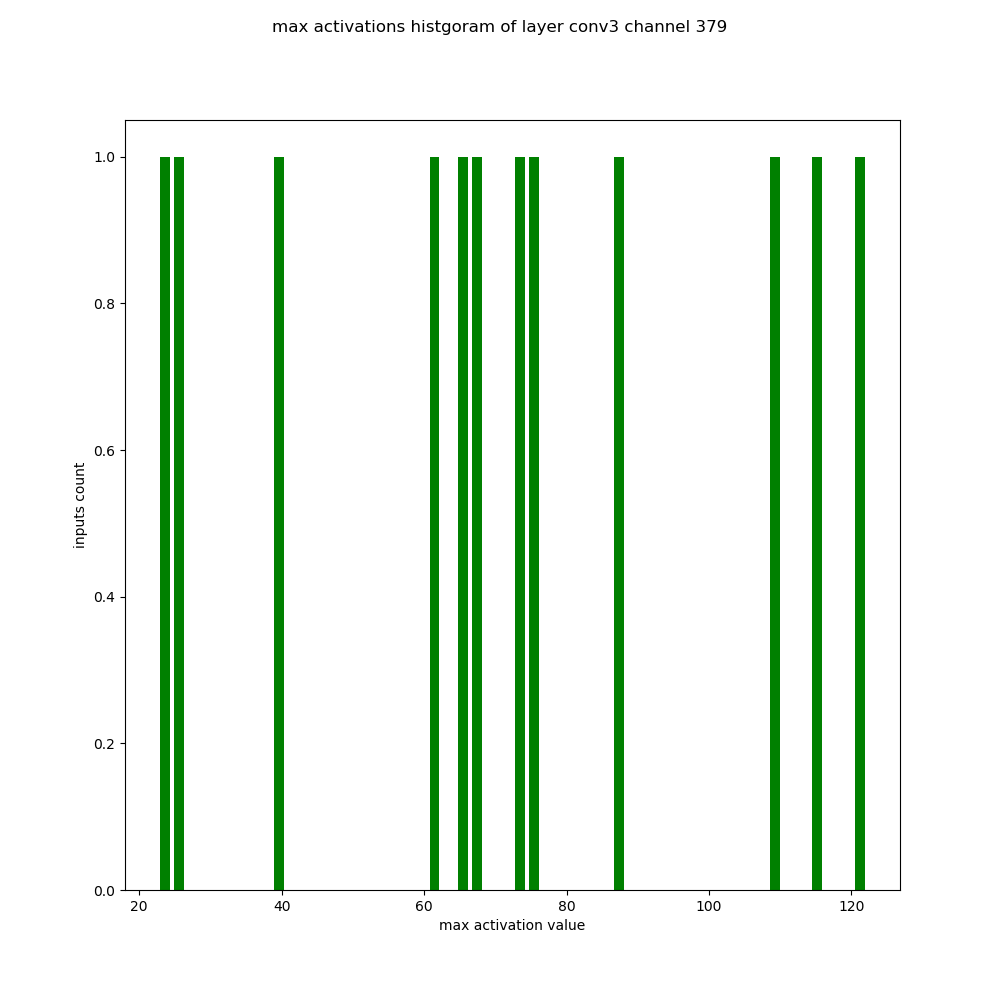 max activations histgoram of layer conv3 channel 379
1.0
0.8
0.6
0.4
0.2
0.0
inputs count
20 40 60 80 100 120
max activation value